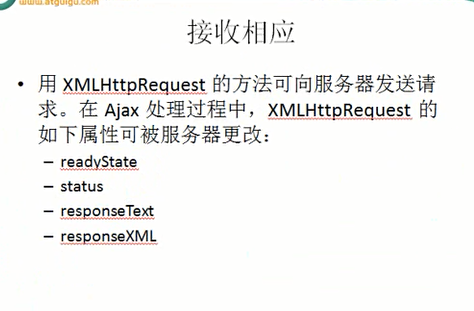 www.atguigu.com
接收相应
• 用 XMLHttpRequest 的方法可向服务器发送请
求。在 Ajax 处理过程中，XMLHttpRequest 的
如下属性可被服务器更改：
– readyState
– status
– responseText
– responseXML